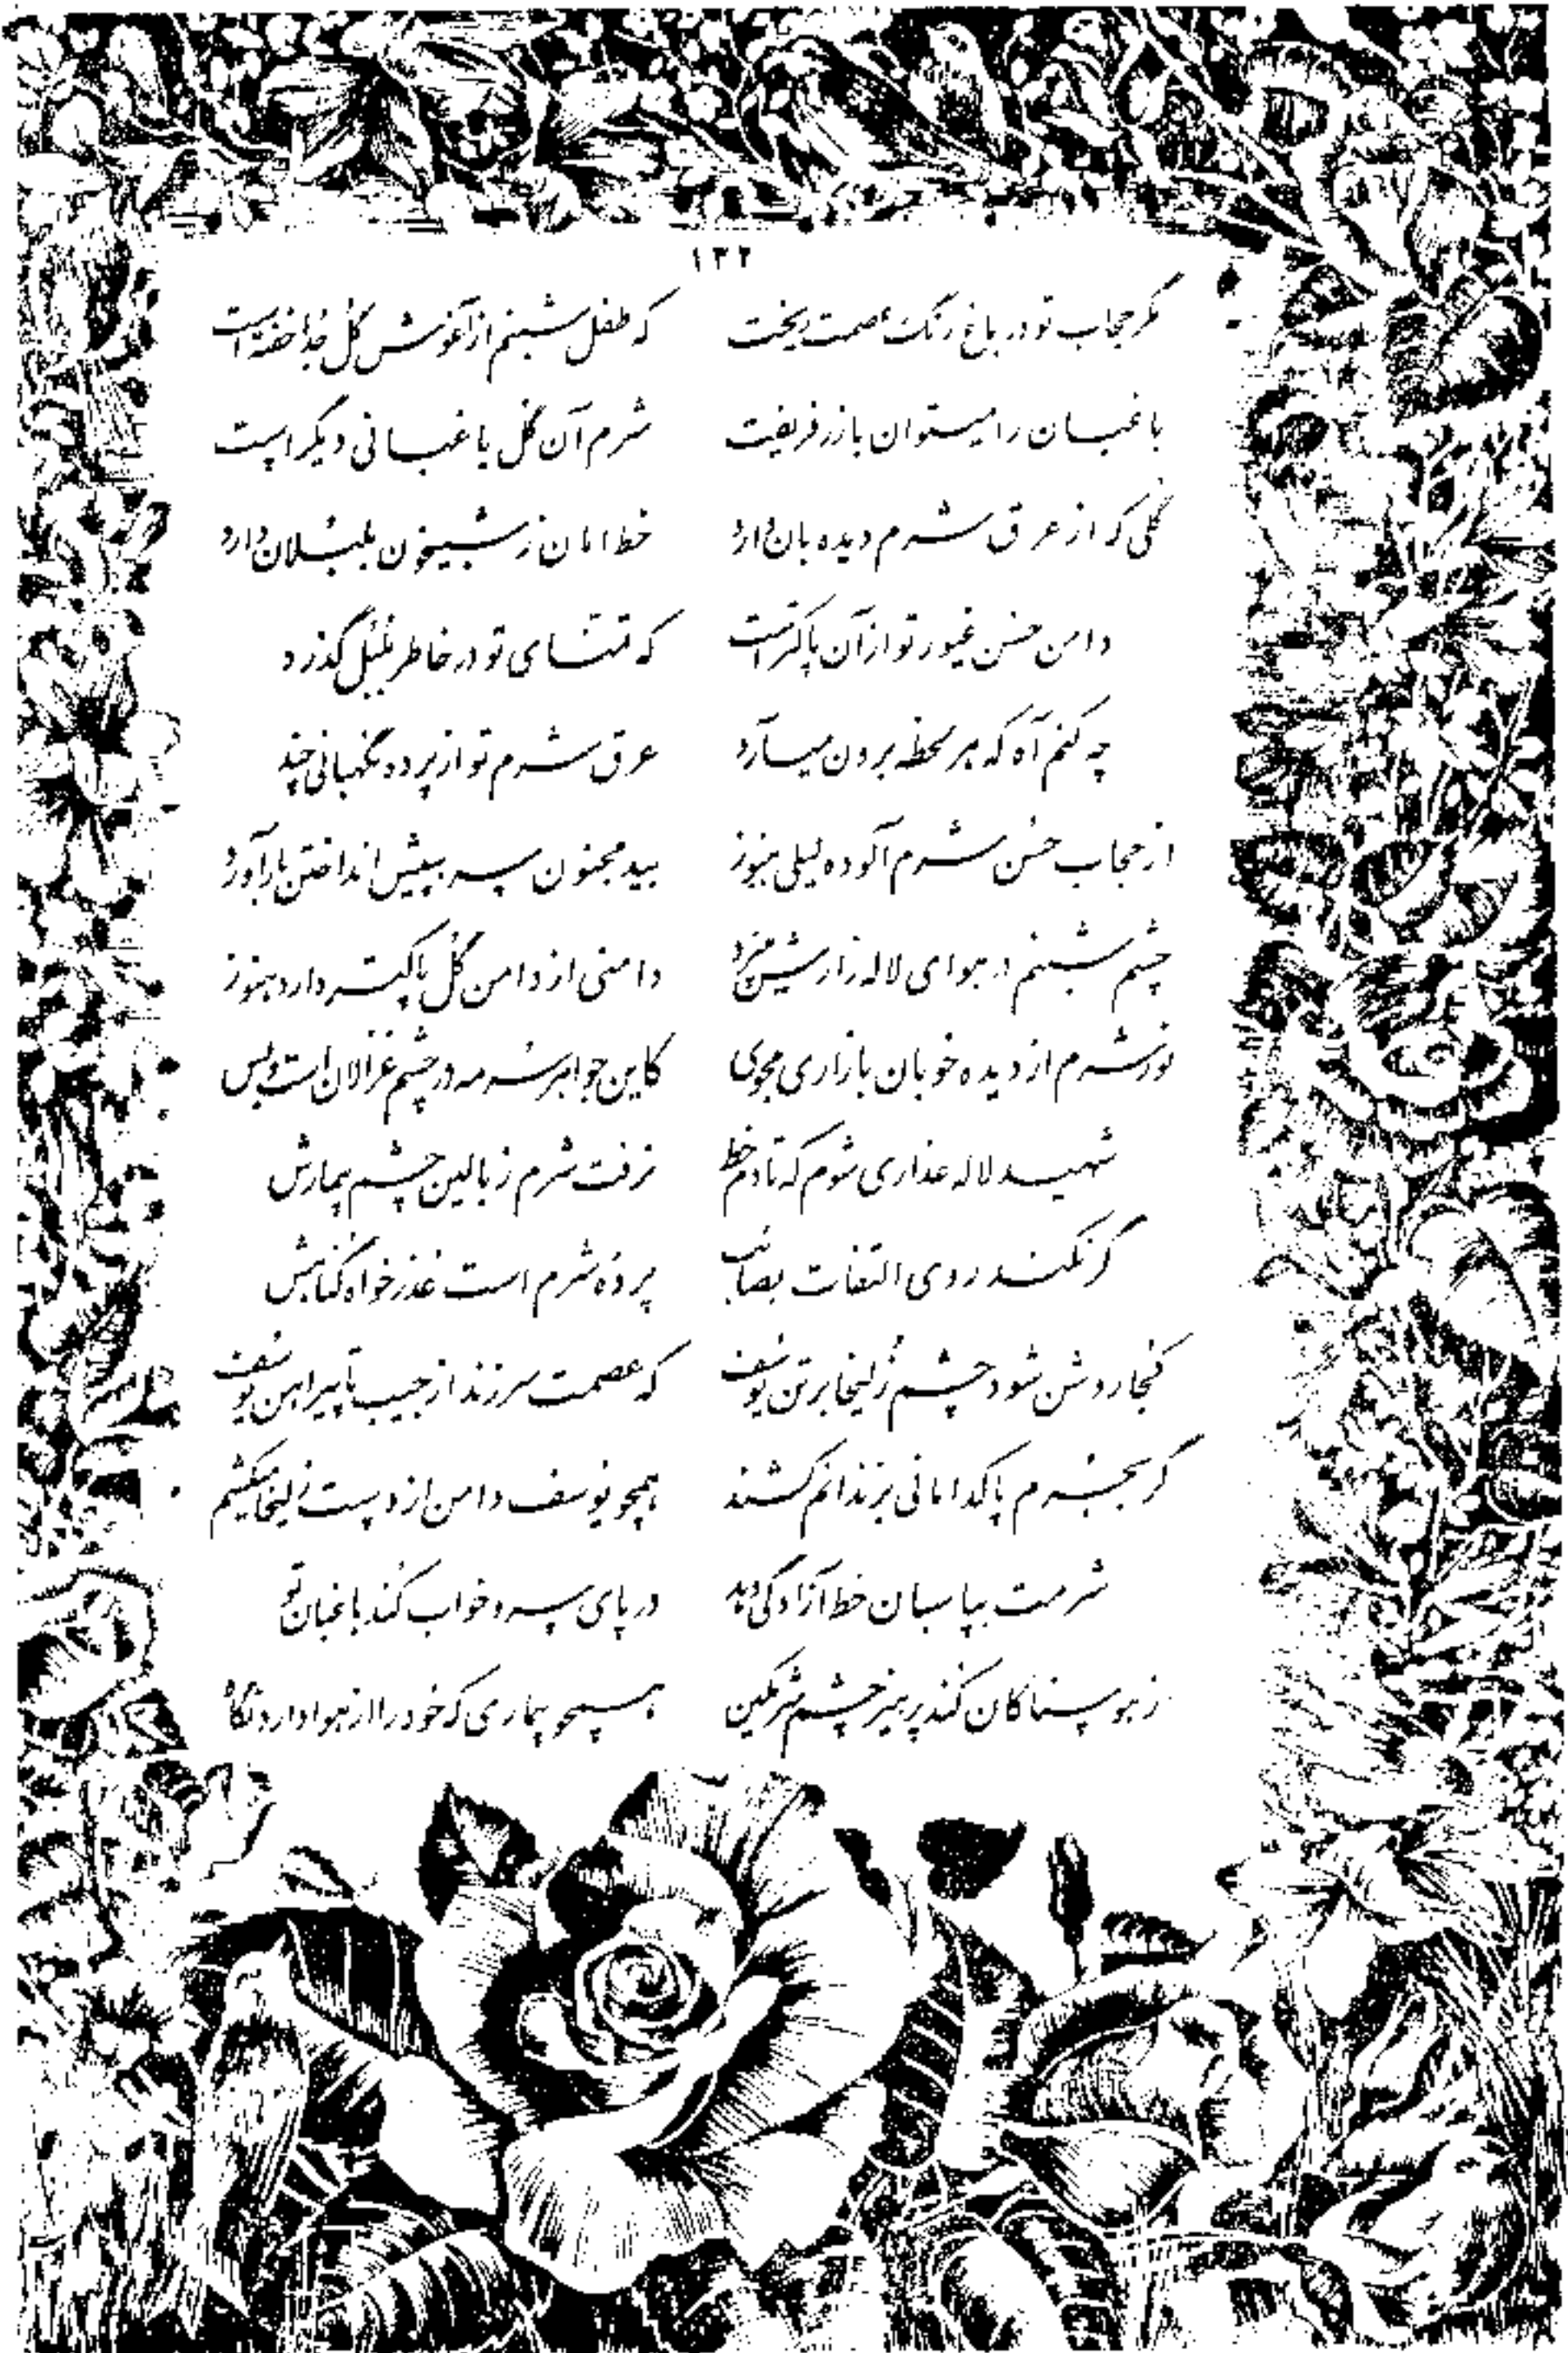 ۱۳۲
مگر حجاب تو در باغ رنگ عصمت ریخت که طفل شبنم از آغوش گل جدا خفته است
باغبان را میتوان با زر فریفت شرم آن گل باغبانی دیگر است
گلی که از عرق شرم دیده بان دارد خط امان ز شبیخون بلبلان دارد
دامن حسن غیور تو از آن پاکتر است که تمنای تو در خاطر بلبل گذرد
چه کنم آه که هر لحظه برون میآرد عرق شرم تو از پرده نگهبانی چند
از حجاب حسن شرم آلوده لیلی هنوز بید مجنون سر بپیش انداختن بار آورد
چشم شبنم در هوای لاله زارش میپرد دامنی از دامن گل پاکتر دارد هنوز
نور شرم از دیده خوبان بازاری مجوی کاین جواهر سرمه در چشم غزالان است و بس
شهید لاله عذاری شوم که تا دم خط نرفت شرم ز بالین چشم بیمارش
گر نکند روی التفات بصائب پرده شرم است عذر خواه گناهش
کجا روشن شود چشم زلیخا بر تن یوسف که عصمت سر زند از جیب تا پیراهن یوسف
گر بجرم پاکدامانی بزندانم کشند همچو یوسف دامن از دست زلیخا میکشم
شرمت بپاسبان خط آزادگی دهد در پای سرو خواب کند باغبان تو
ز هوسناکان کند پرهیز چشم شرمگین همچو بیماری که خود را از هوا دارد نگاه